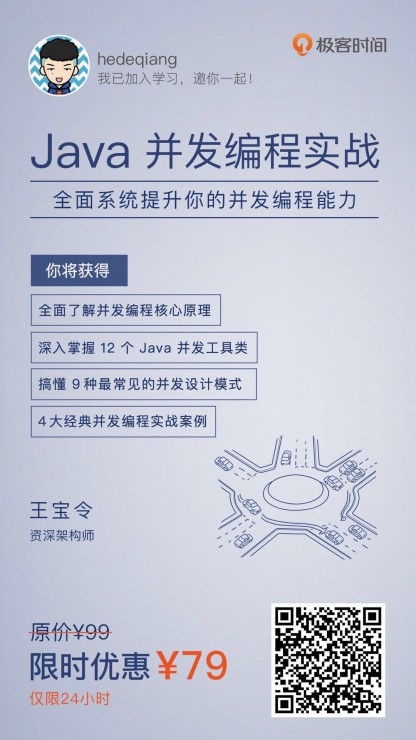 hedeqiang
我已加入学习，邀你一起！
极客时间
Java 并发编程实战
全面系统提升你的并发编程能力
你将获得
全面了解并发编程核心原理
深入掌握 12 个 Java 并发工具类
搞懂 9 种最常见的并发设计模式
4 大经典并发编程实战案例
王宝令
资深架构师
原价¥99
限时优惠 ¥79
仅限24小时